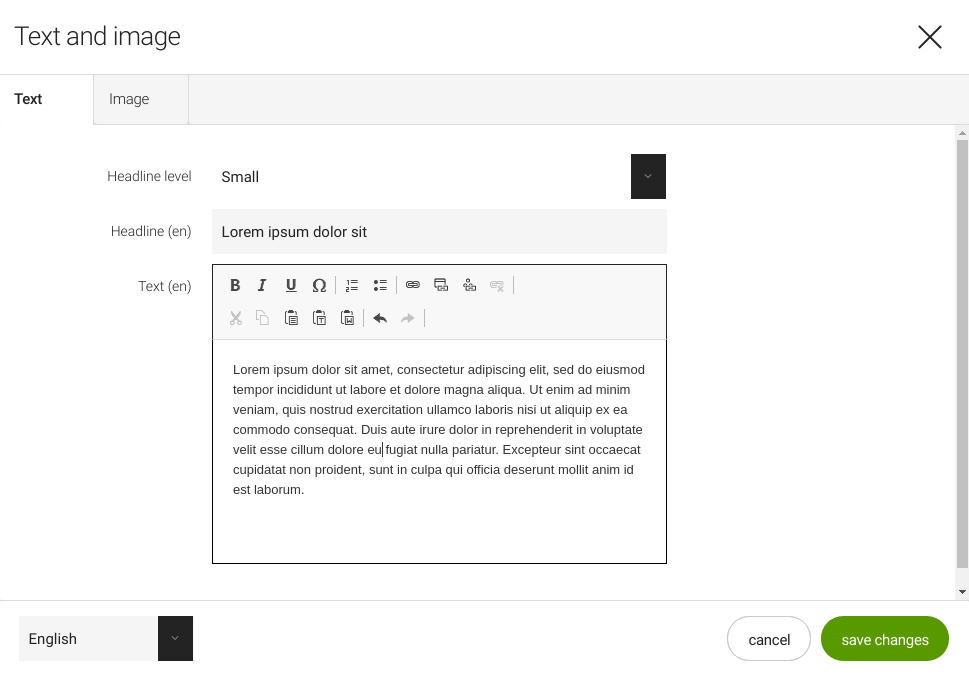 Text and image
Text
Image
Headline level
Small
Headline (en)
Lorem ipsum dolor sit
Text (en)
B I U Ω
Lorem ipsum dolor sit amet, consectetur adipiscing elit, sed do eiusmod
tempor incididunt ut labore et dolore magna aliqua. Ut enim ad minim
veniam, quis nostrud exercitation ullamco laboris nisi ut aliquip ex ea
commodo consequat. Duis aute irure dolor in reprehenderit in voluptate
velit esse cillum dolore eu fugiat nulla pariatur. Excepteur sint occaecat
cupidatat non proident, sunt in culpa qui officia deserunt mollit anim id
est laborum.
English
cancel
save changes